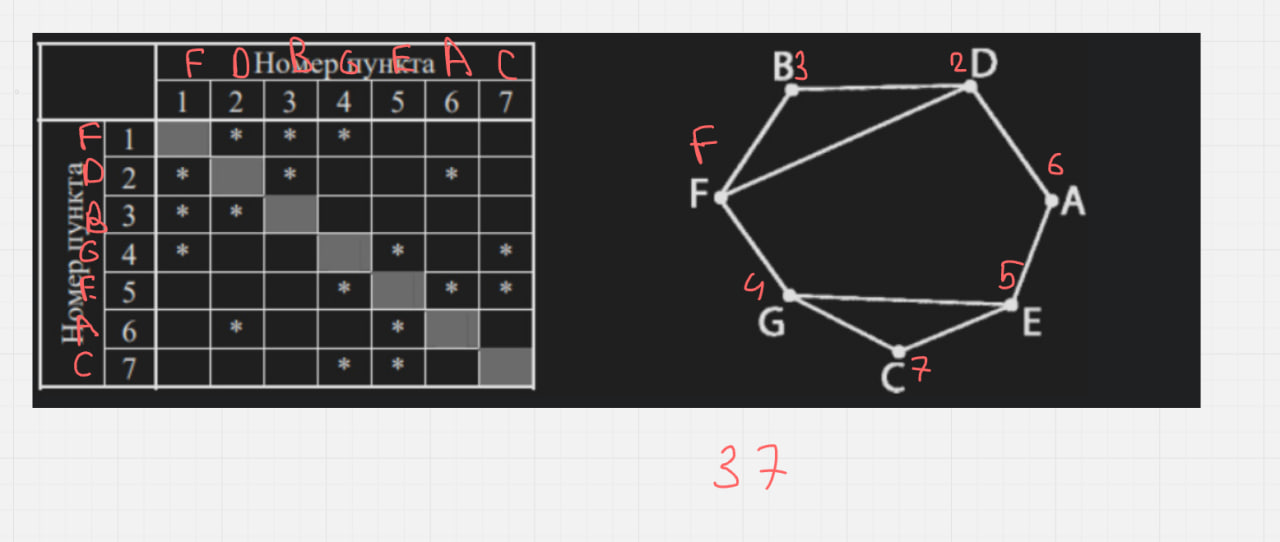 F D B G E A C
Номер пункта
1 2 3 4 5 6 7
Номер пункта
F 1 * * *
D 2 * * *
B 3 * *
G 4 * * *
E 5 * * *
A 6 * *
C 7 * *
B 3
2 D
F
F
6
A
4
G
5
E
C 7
37